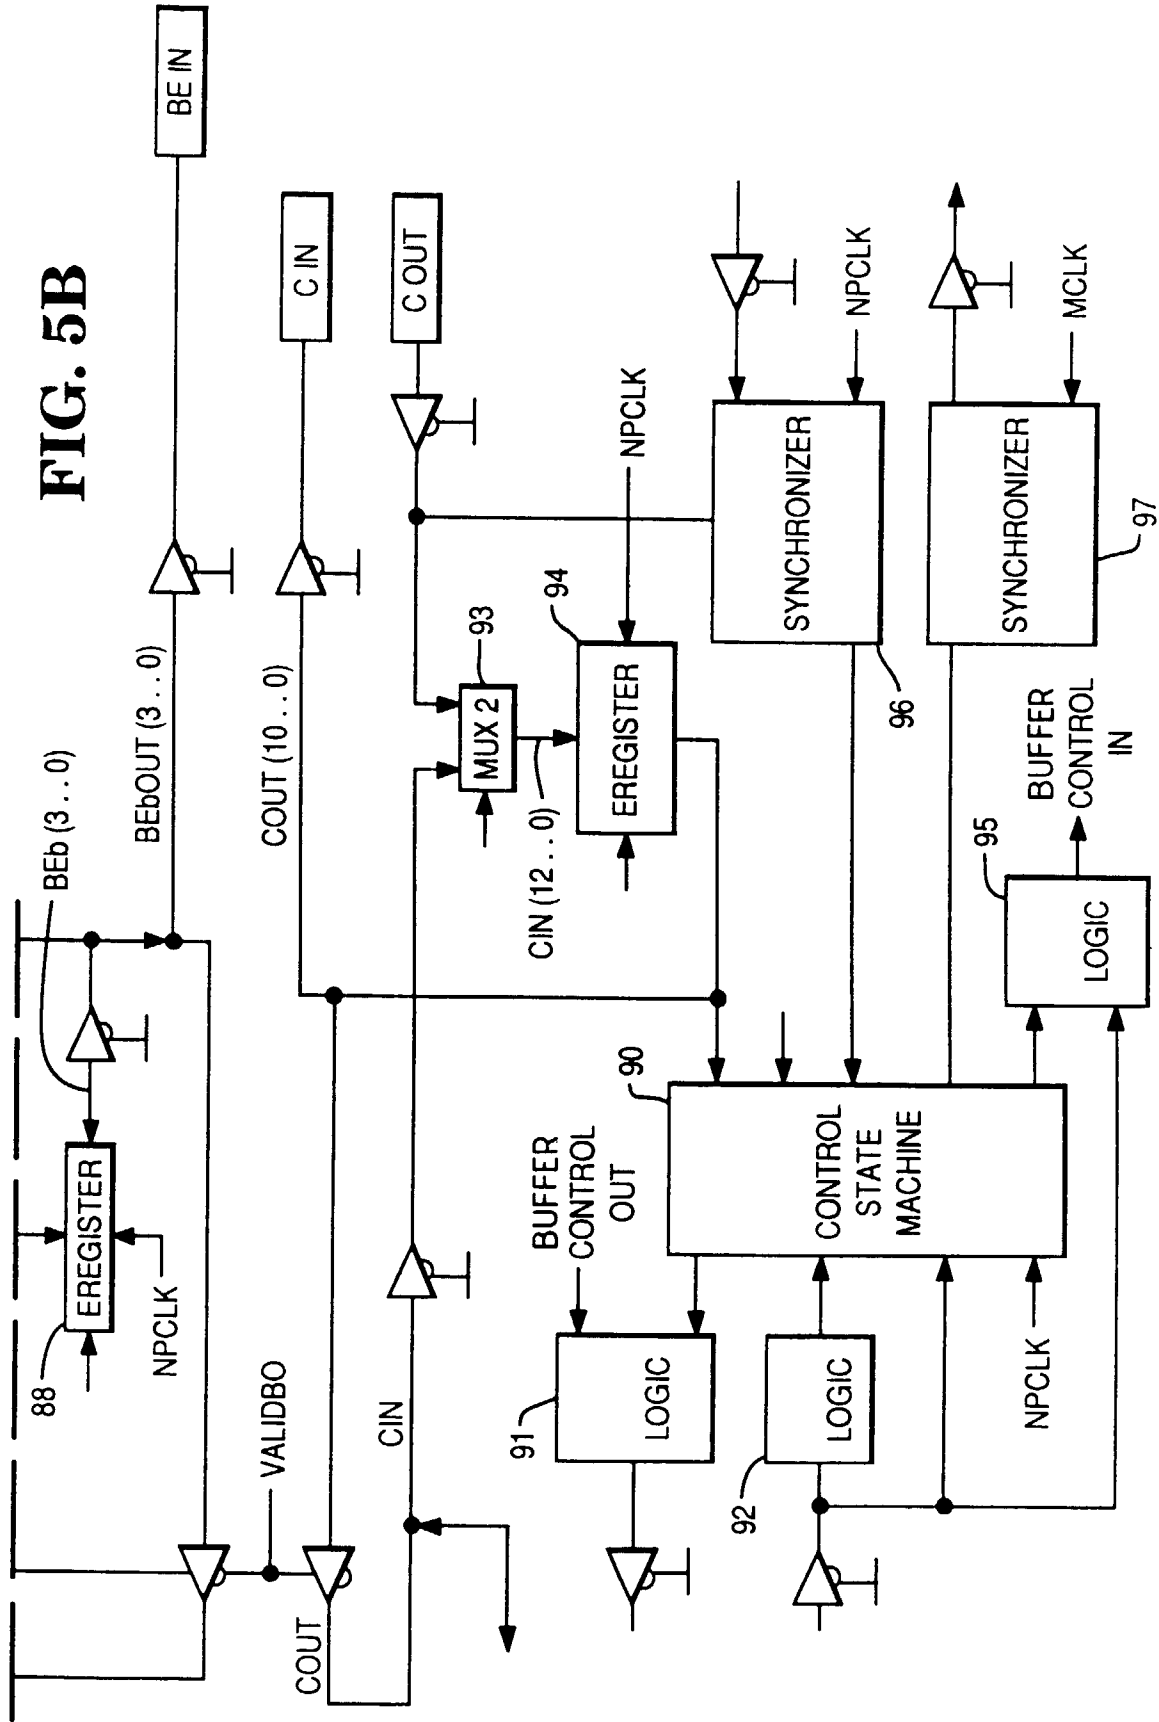 FIG. 5B
88
EREGISTER
NPCLK
BEb (3 . . 0)
BEbOUT (3 . . 0)
BE IN
VALIDBO
COUT
COUT (10 . . . 0)
C IN
CIN
C OUT
MUX 2
93
CIN (12 . . 0)
EREGISTER
94
NPCLK
BUFFER
CONTROL
OUT
91
LOGIC
92
LOGIC
NPCLK
90
CONTROL
STATE
MACHINE
SYNCHRONIZER
96
NPCLK
SYNCHRONIZER
97
MCLK
95
LOGIC
BUFFER
CONTROL
IN